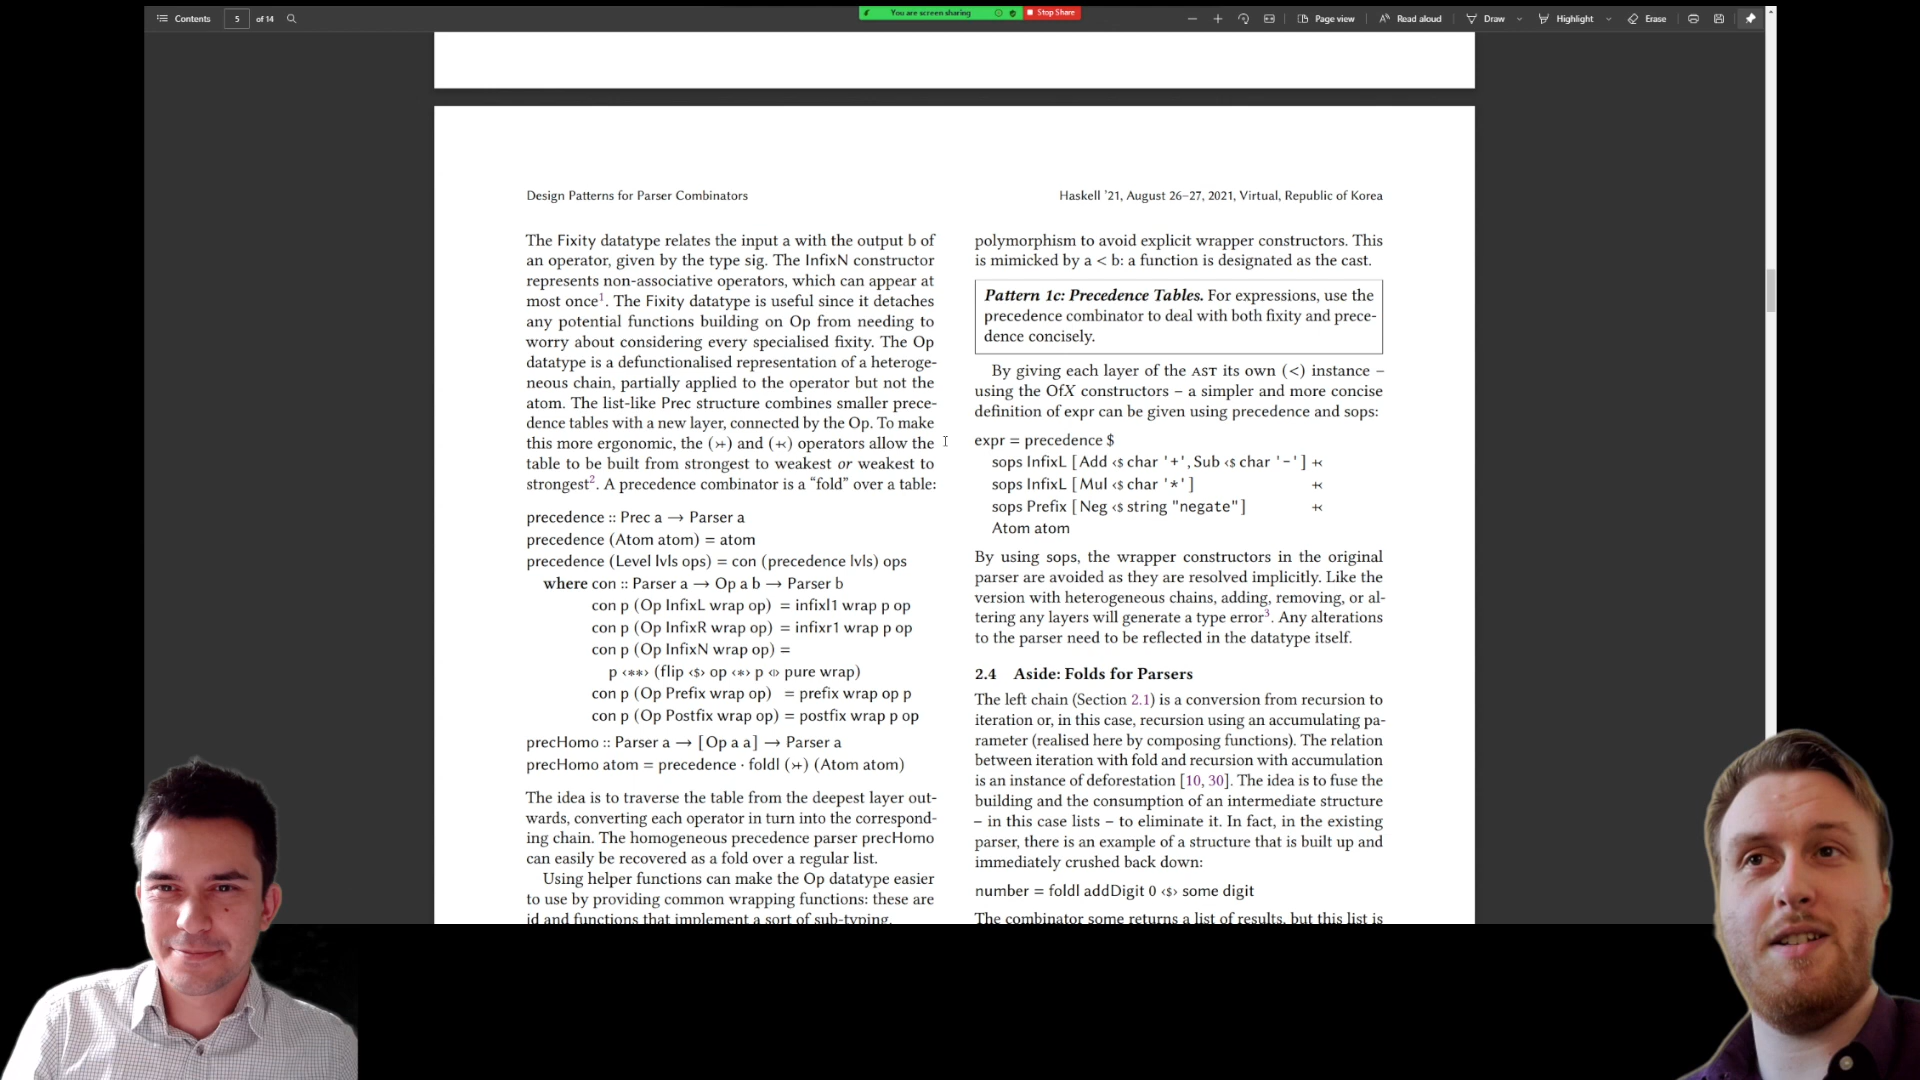 Contents
5
of 14
You are screen sharing
Stop Share
Page view
Read aloud
Draw
Highlight
Erase
Design Patterns for Parser Combinators
Haskell '21, August 26–27, 2021, Virtual, Republic of Korea
The Fixity datatype relates the input a with the output b of
an operator, given by the type sig. The InfixN constructor
represents non-associative operators, which can appear at
most once¹. The Fixity datatype is useful since it detaches
any potential functions building on Op from needing to
worry about considering every specialised fixity. The Op
datatype is a defunctionalised representation of a heteroge-
neous chain, partially applied to the operator but not the
atom. The list-like Prec structure combines smaller prece-
dence tables with a new layer, connected by the Op. To make
this more ergonomic, the (>+) and (+<) operators allow the
table to be built from strongest to weakest or weakest to
strongest². A precedence combinator is a “fold” over a table:
precedence :: Prec a → Parser a
precedence (Atom atom) = atom
precedence (Level lvls ops) = con (precedence lvls) ops
where con :: Parser a → Op a b → Parser b
con p (Op InfixL wrap op) = infixl1 wrap p op
con p (Op InfixR wrap op) = infixr1 wrap p op
con p (Op InfixN wrap op) =
p <**> (flip <$> op <*> p <|> pure wrap)
con p (Op Prefix wrap op) = prefix wrap op p
con p (Op Postfix wrap op) = postfix wrap p op
precHomo :: Parser a → [Op a a] → Parser a
precHomo atom = precedence · foldl (>+) (Atom atom)
The idea is to traverse the table from the deepest layer out-
wards, converting each operator in turn into the correspond-
ing chain. The homogeneous precedence parser precHomo
can easily be recovered as a fold over a regular list.
Using helper functions can make the Op datatype easier
to use by providing common wrapping functions: these are
id and functions that implement a sort of sub-typing.
polymorphism to avoid explicit wrapper constructors. This
is mimicked by a < b: a function is designated as the cast.
Pattern 1c: Precedence Tables. For expressions, use the
precedence combinator to deal with both fixity and prece-
dence concisely.
By giving each layer of the AST its own (<) instance –
using the OfX constructors – a simpler and more concise
definition of expr can be given using precedence and sops:
expr = precedence $
sops InfixL [Add <$ char '+', Sub <$ char '-'] +<
sops InfixL [Mul <$ char '*'] +<
sops Prefix [Neg <$ string "negate"] +<
Atom atom
By using sops, the wrapper constructors in the original
parser are avoided as they are resolved implicitly. Like the
version with heterogeneous chains, adding, removing, or al-
tering any layers will generate a type error³. Any alterations
to the parser need to be reflected in the datatype itself.
2.4 Aside: Folds for Parsers
The left chain (Section 2.1) is a conversion from recursion to
iteration or, in this case, recursion using an accumulating pa-
rameter (realised here by composing functions). The relation
between iteration with fold and recursion with accumulation
is an instance of deforestation [10, 30]. The idea is to fuse the
building and the consumption of an intermediate structure
– in this case lists – to eliminate it. In fact, in the existing
parser, there is an example of a structure that is built up and
immediately crushed back down:
number = foldl addDigit 0 <$> some digit
The combinator some returns a list of results, but this list is